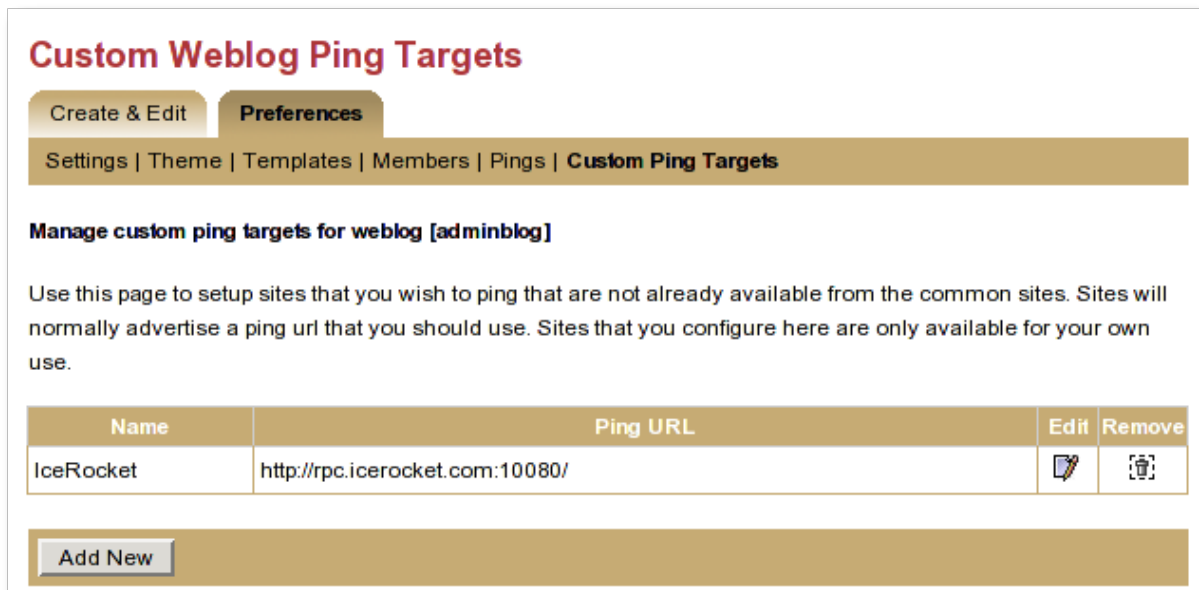 Custom Weblog Ping Targets
Create & Edit Preferences
Settings | Theme | Templates | Members | Pings | Custom Ping Targets
Manage custom ping targets for weblog [adminblog]
Use this page to setup sites that you wish to ping that are not already available from the common sites. Sites will
normally advertise a ping url that you should use. Sites that you configure here are only available for your own
use.
Name Ping URL Edit Remove
IceRocket http://rpc.icerocket.com:10080/
Add New